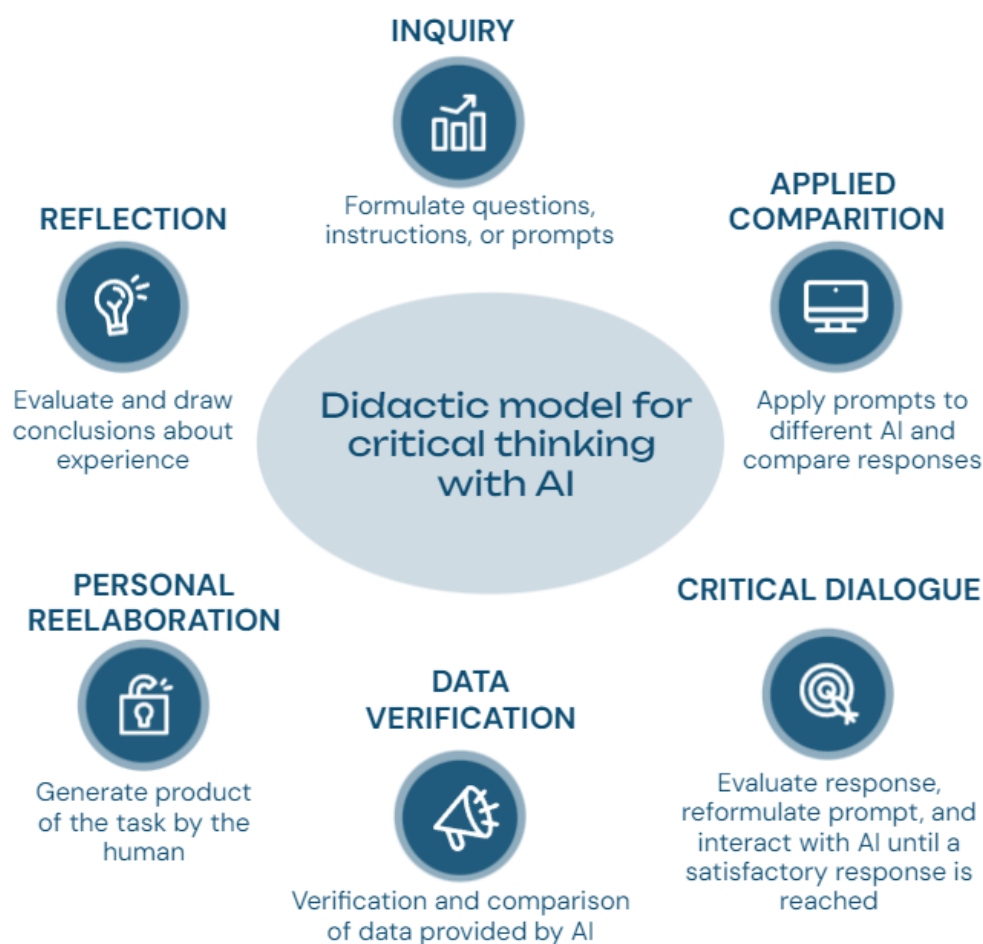 INQUIRY
Formulate questions,
instructions, or prompts
APPLIED
COMPARITION
Apply prompts to
different AI and
compare responses
CRITICAL DIALOGUE
Evaluate response,
reformulate prompt, and
interact with AI until a
satisfactory response is
reached
DATA
VERIFICATION
Verification and comparison
of data provided by AI
PERSONAL
REELABORATION
Generate product
of the task by the
human
REFLECTION
Evaluate and draw
conclusions about
experience
Didactic model for
critical thinking
with AI